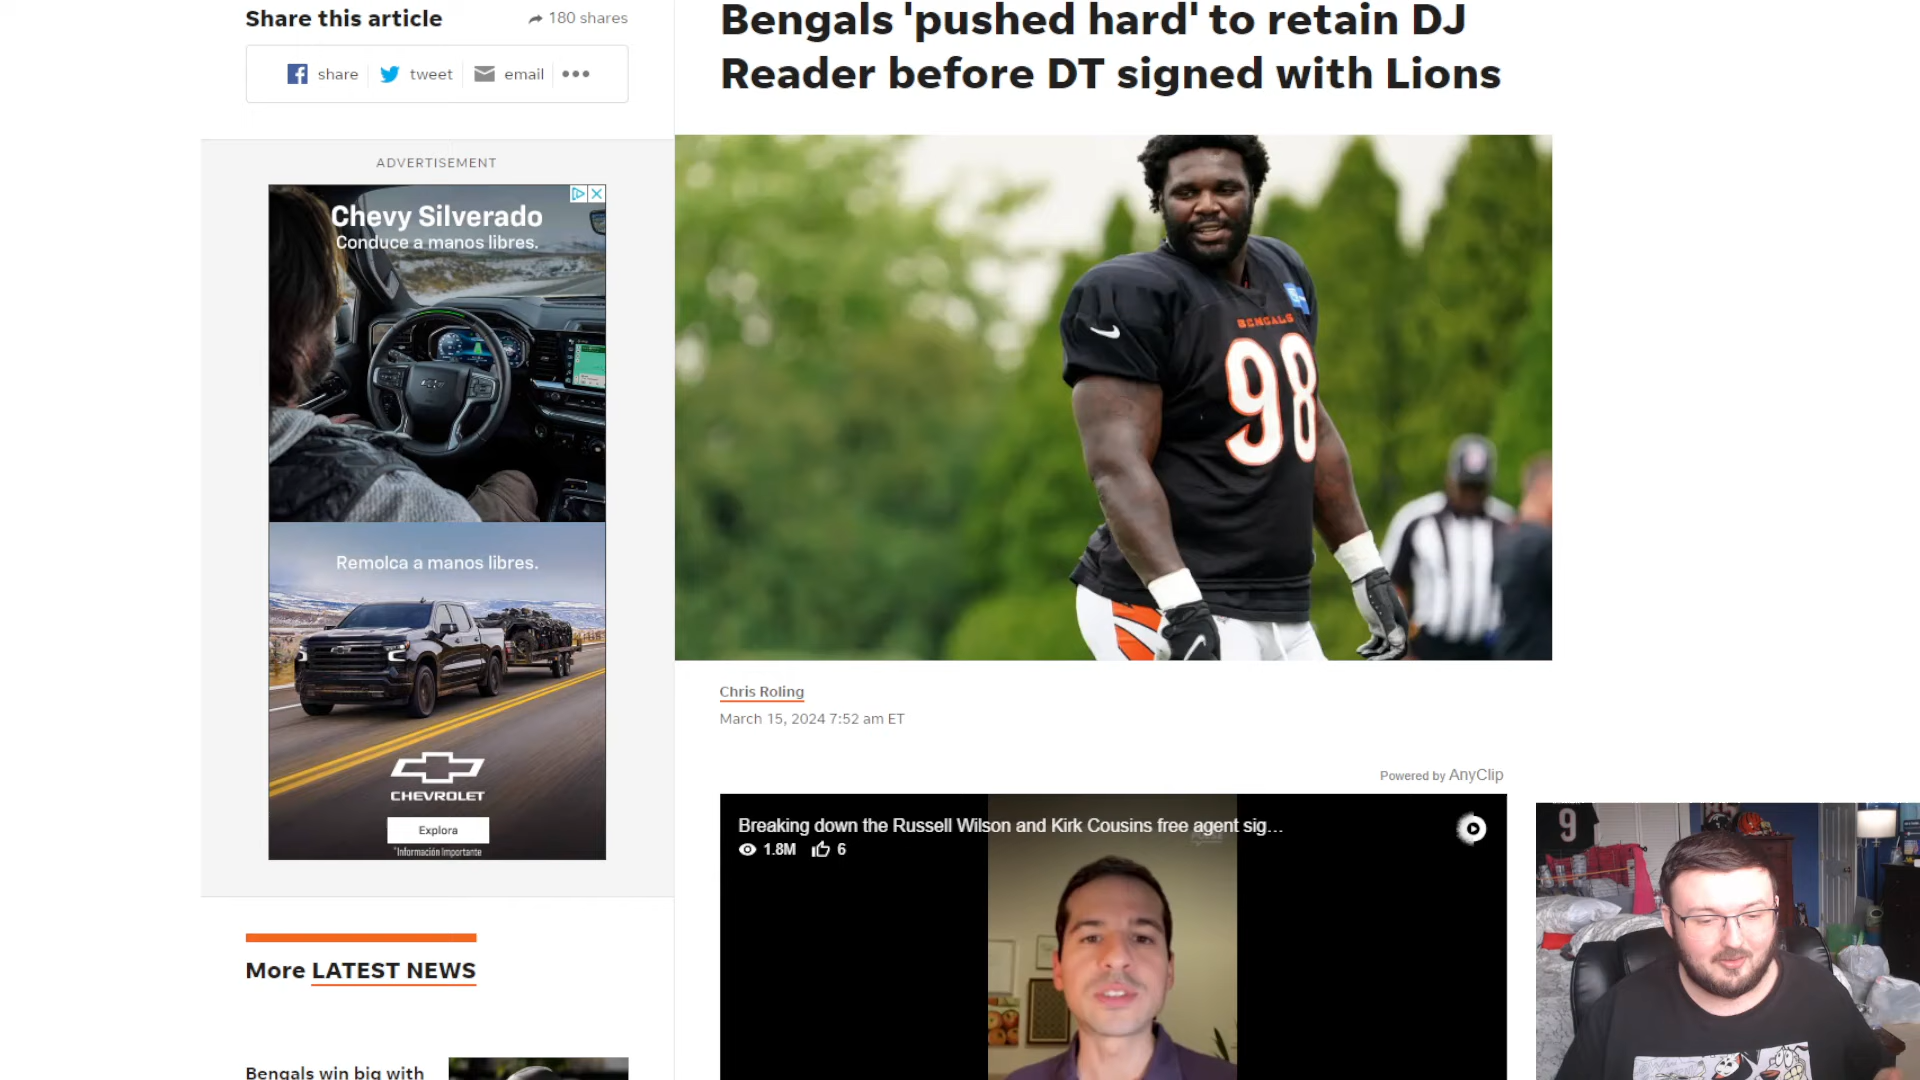 Share this article
180 shares
share
tweet
email
ADVERTISEMENT
Chevy Silverado
Conduce a manos libres.
Remolca a manos libres.
CHEVROLET
Explora
*Información Importante
More LATEST NEWS
Bengals win big with
Bengals 'pushed hard' to retain DJ
Reader before DT signed with Lions
BENGALS
98
Chris Roling
March 15, 2024 7:52 am ET
Powered by AnyClip
Breaking down the Russell Wilson and Kirk Cousins free agent sig...
1.8M
6
9